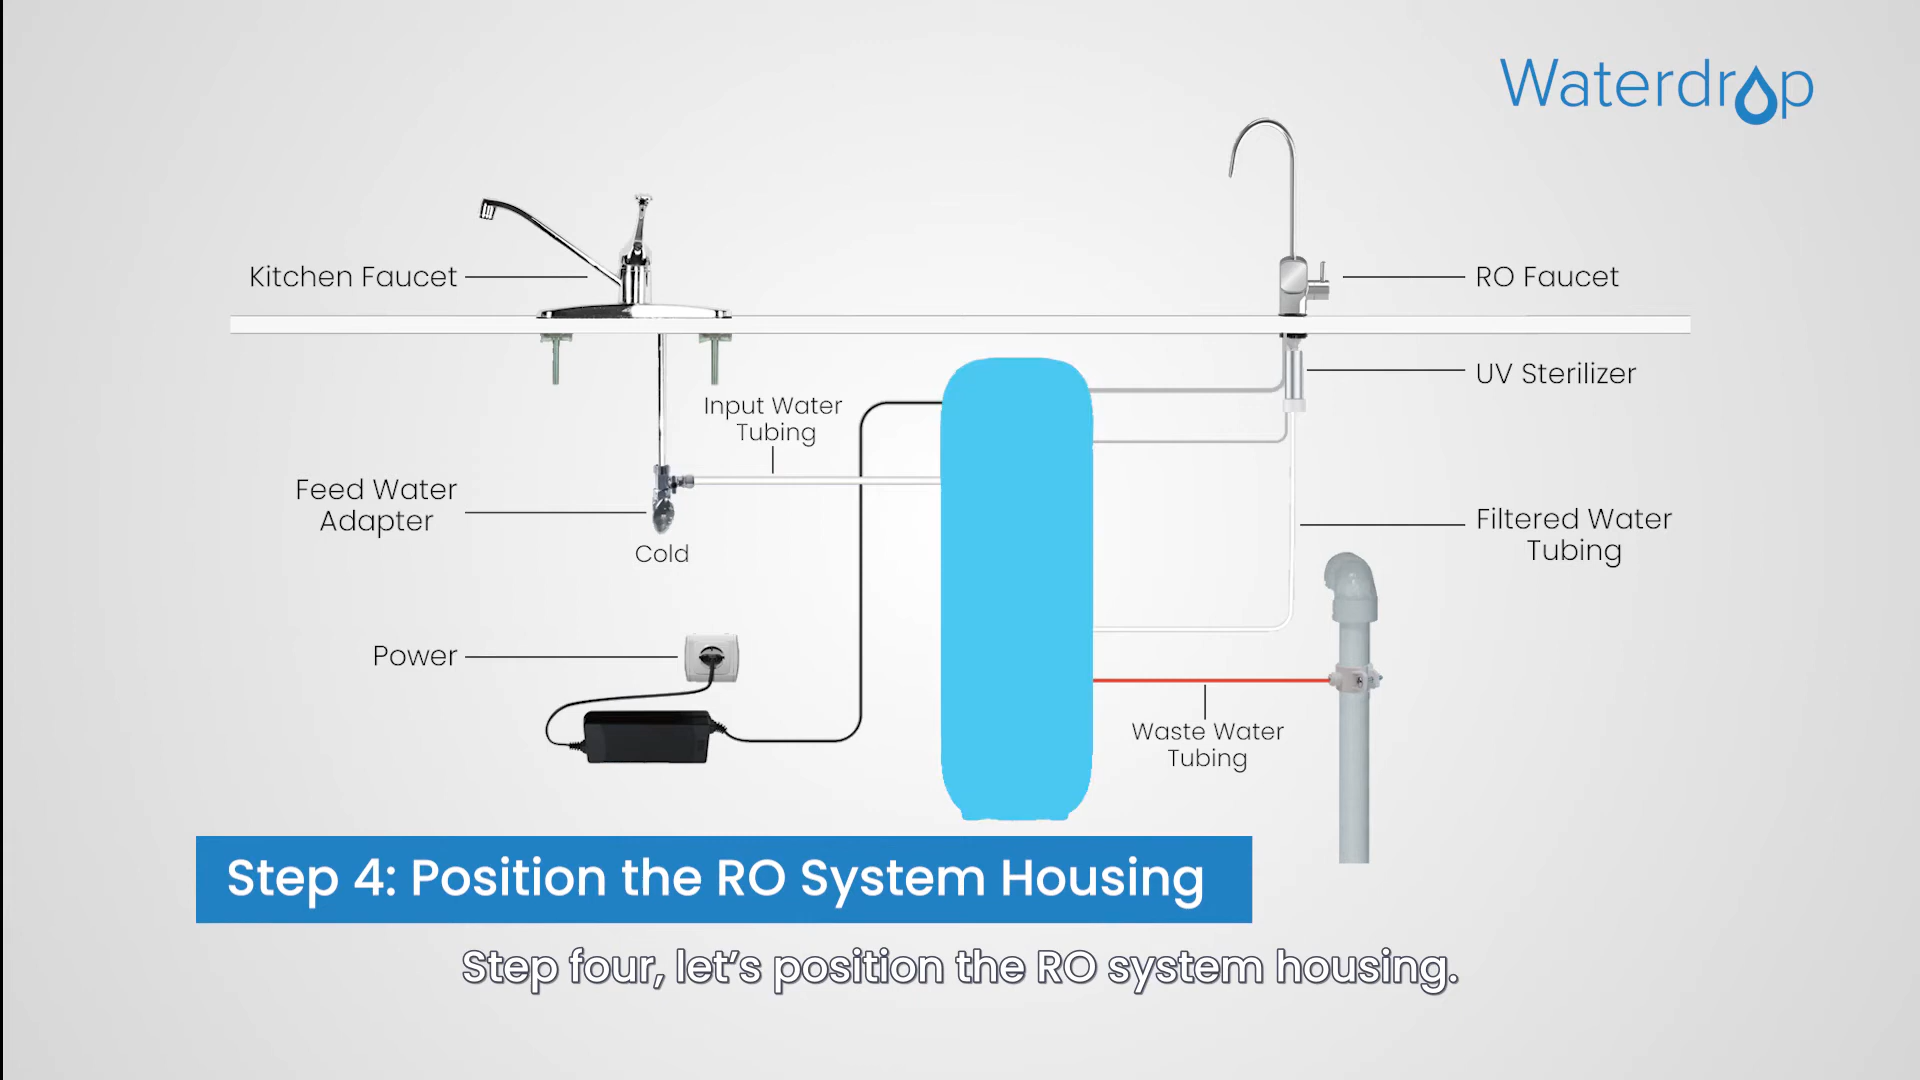 Waterdrop
Kitchen Faucet
RO Faucet
UV Sterilizer
Input Water
Tubing
Feed Water
Adapter
Cold
Filtered Water
Tubing
Power
Waste Water
Tubing
Step 4: Position the RO System Housing
Step four, let's position the RO system housing.